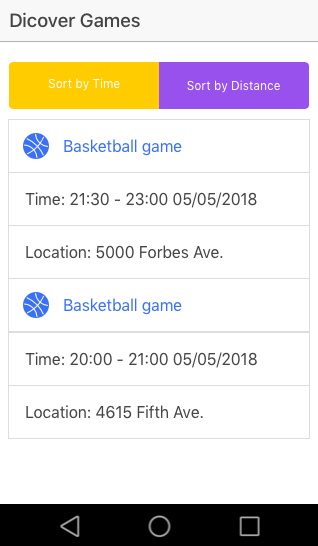 Dicover Games
Sort by Time
Sort by Distance
Basketball game
Time: 21:30 - 23:00 05/05/2018
Location: 5000 Forbes Ave.
Basketball game
Time: 20:00 - 21:00 05/05/2018
Location: 4615 Fifth Ave.